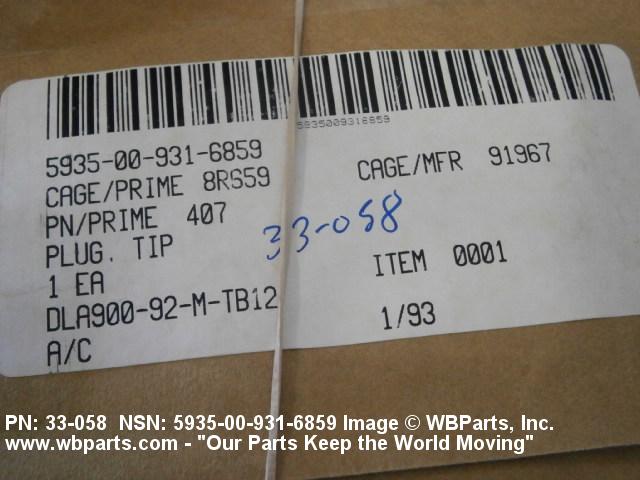 5935009316859
5935-00-931-6859
CAGE/PRIME 8RS59
CAGE/MFR 91967
PN/PRIME 407
33-058
PLUG, TIP
ITEM 0001
1 EA
DLA900-92-M-TB12
1/93
A/C
PN: 33-058 NSN: 5935-00-931-6859 Image © WBParts, Inc.
www.wbparts.com - "Our Parts Keep the World Moving"